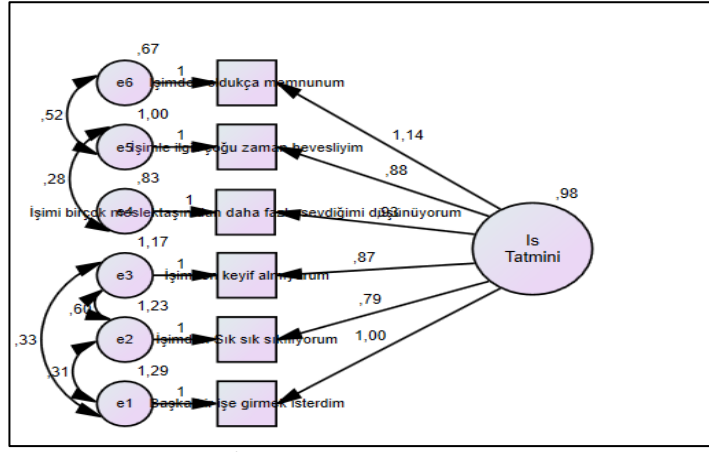 ,67
e6
1
İşimden oldukça memnunum
,52
1,00
1,14
e5
1
İşimle ilgili çoğu zaman hevesliyim
,88
,28
,83
,98
e4
1
İşimi birçok meslektaşımdan daha fazla sevdiğimi düşünüyorum
,93
Is
Tatmini
1,17
e3
1
İşimden keyif almıyorum
,87
,60
1,23
,79
,33
e2
1
İşimden Sık sık sıkılıyorum
1,00
,31
1,29
e1
1
Başka bir işe girmek isterdim